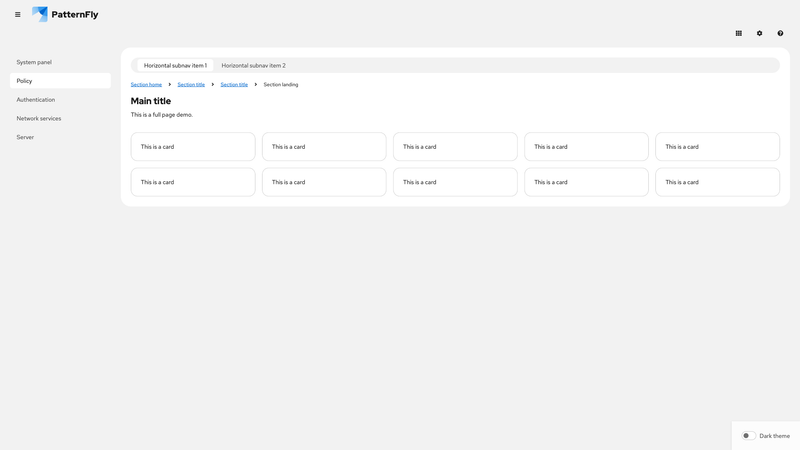 PatternFly
System panel
Policy
Authentication
Network services
Server
Horizontal subnav item 1 Horizontal subnav item 2
Section home Section title Section title Section landing
Main title
This is a full page demo.
This is a card This is a card This is a card This is a card This is a card
This is a card This is a card This is a card This is a card This is a card
Dark theme